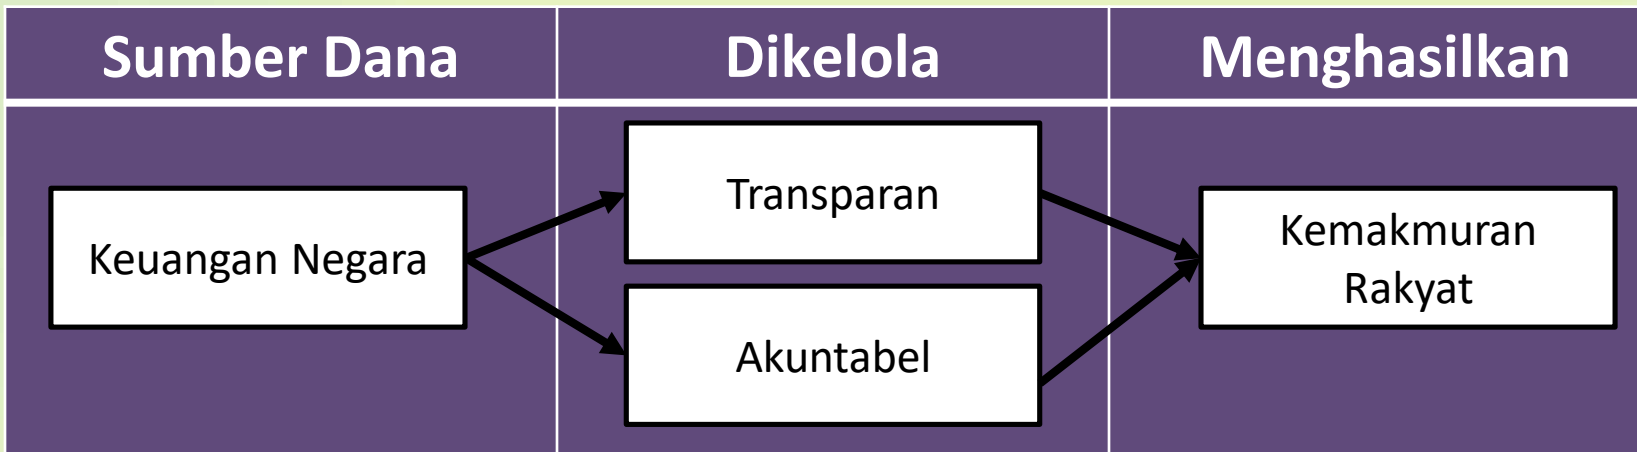 Sumber Dana
Dikelola
Menghasilkan
Keuangan Negara
Transparan
Akuntabel
Kemakmuran
Rakyat